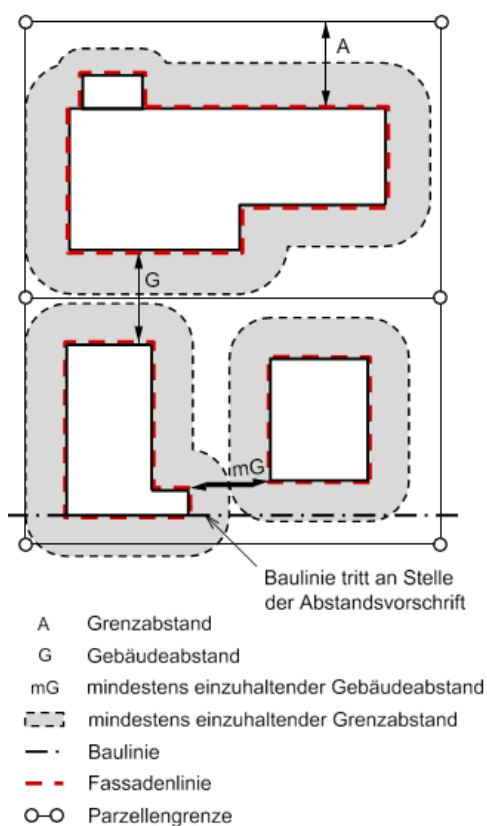 A
G
mG
Baulinie tritt an Stelle
der Abstandsvorschrift
A Grenzabstand
G Gebäudeabstand
mG mindestens einzuhaltender Gebäudeabstand
mindestens einzuhaltender Grenzabstand
Baulinie
Fassadenlinie
Parzellengrenze